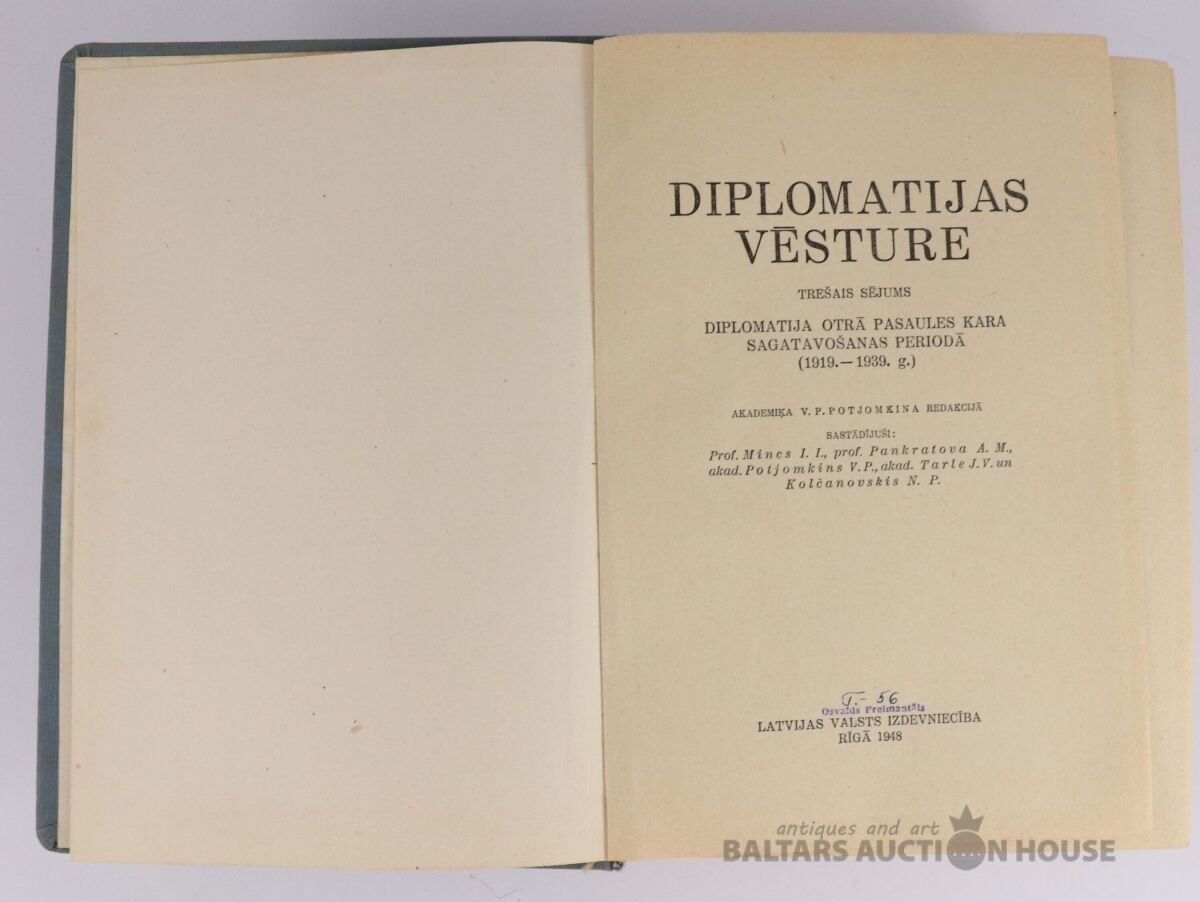 DIPLOMATIJAS
VĒSTURE
TREŠAIS SĒJUMS
DIPLOMATIJA OTRĀ PASAULES KARA
SAGATAVOŠANAS PERIODĀ
(1919.—1939. g.)
AKADEMIĶA V. P. POTJOMKINA REDAKCIJĀ
SASTĀDĪJUŠI:
Prof. Mincs I. I., prof. Pankratova A. M.,
akad. Potjomkins V. P., akad. Tarle J. V. un
Kolčanovskis N. P.
T.- 56
Osvalds Freimantāls
LATVIJAS VALSTS IZDEVNIECĪBA
RĪGĀ 1948
antiques and art
BALTARS AUCTION HOUSE